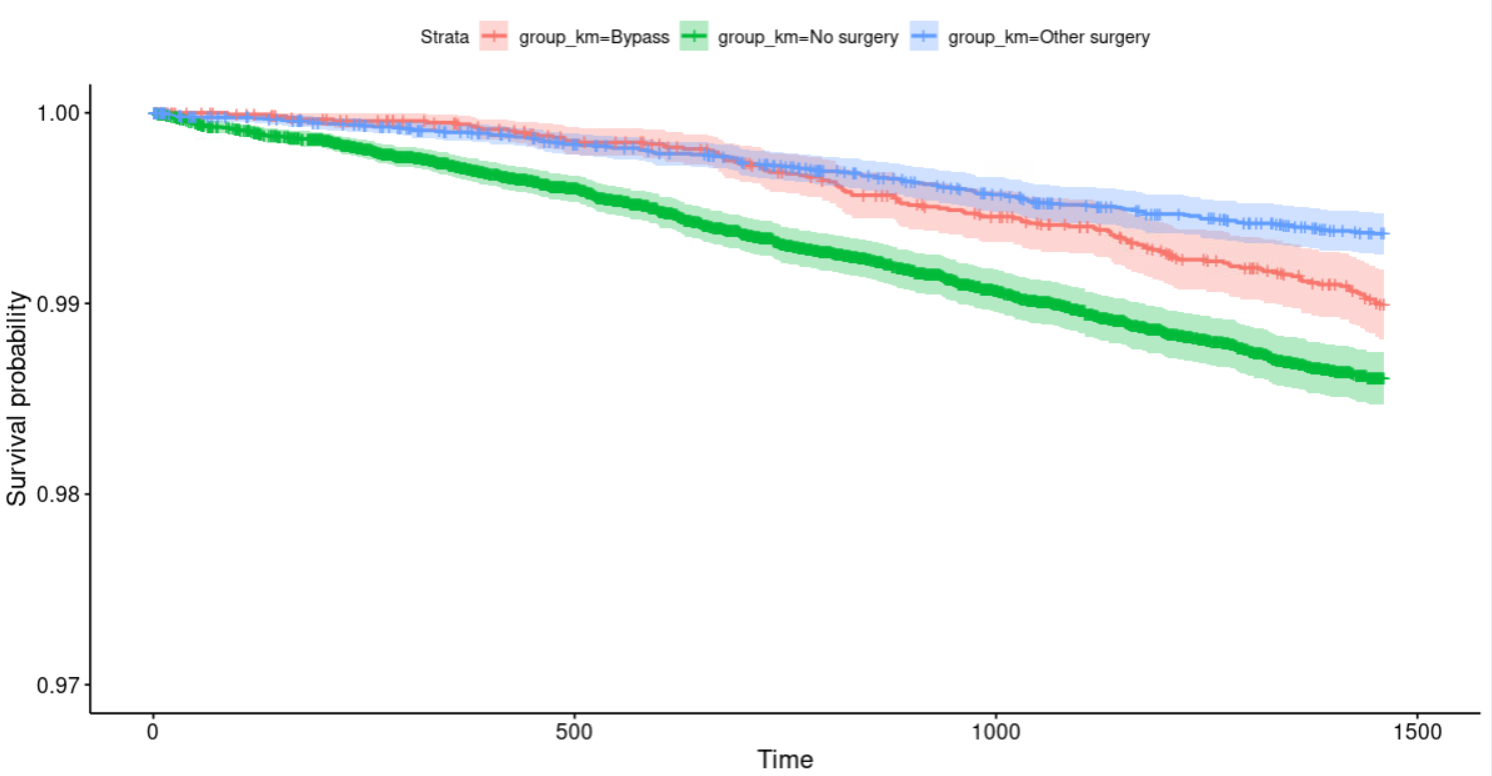 Strata group_km=Bypass group_km=No surgery group_km=Other surgery
Survival probability
1.00
0.99
0.98
0.97
0 500 1000 1500
Time